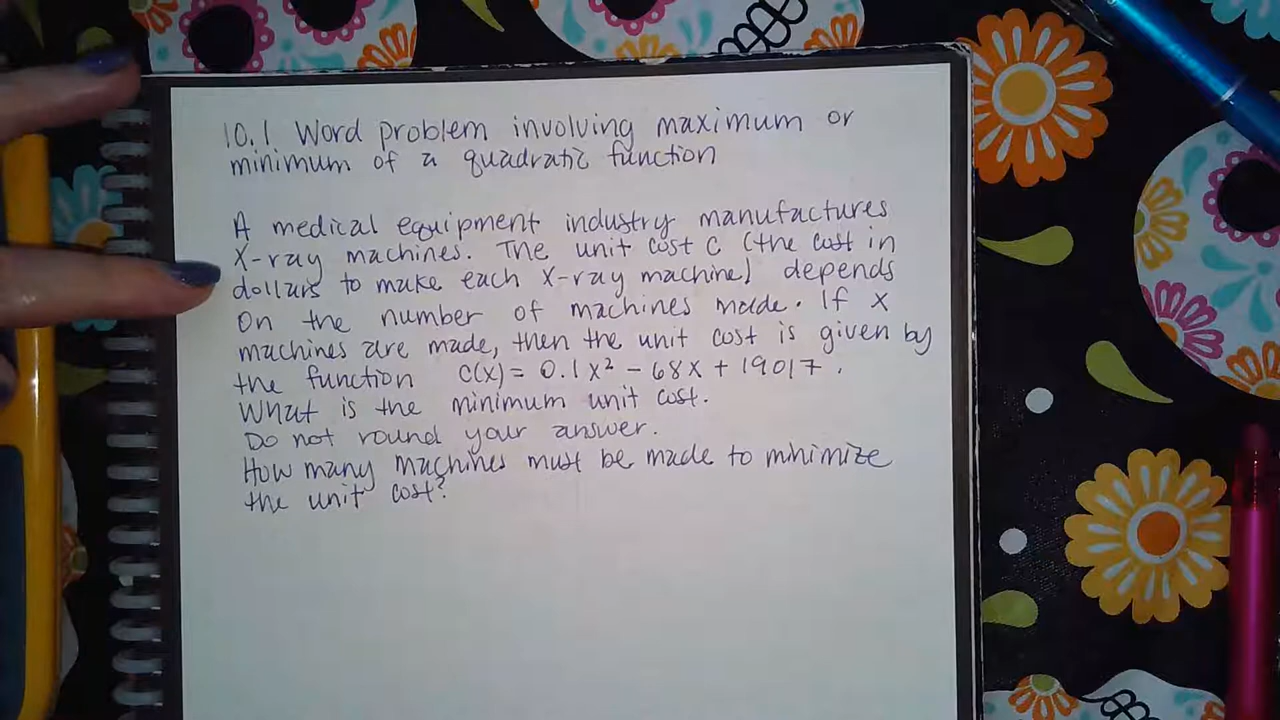 10.1 Word problem involving maximum or
minimum of a quadratic function
A medical equipment industry manufactures
X-ray machines. The unit cost C (the cost in
dollars to make each X-ray machine) depends
on the number of machines made. If x
machines are made, then the unit cost is given by
the function C(x) = 0.1x² - 68x + 19017.
What is the minimum unit cost.
Do not round your answer.
How many machines must be made to minimize
the unit cost?